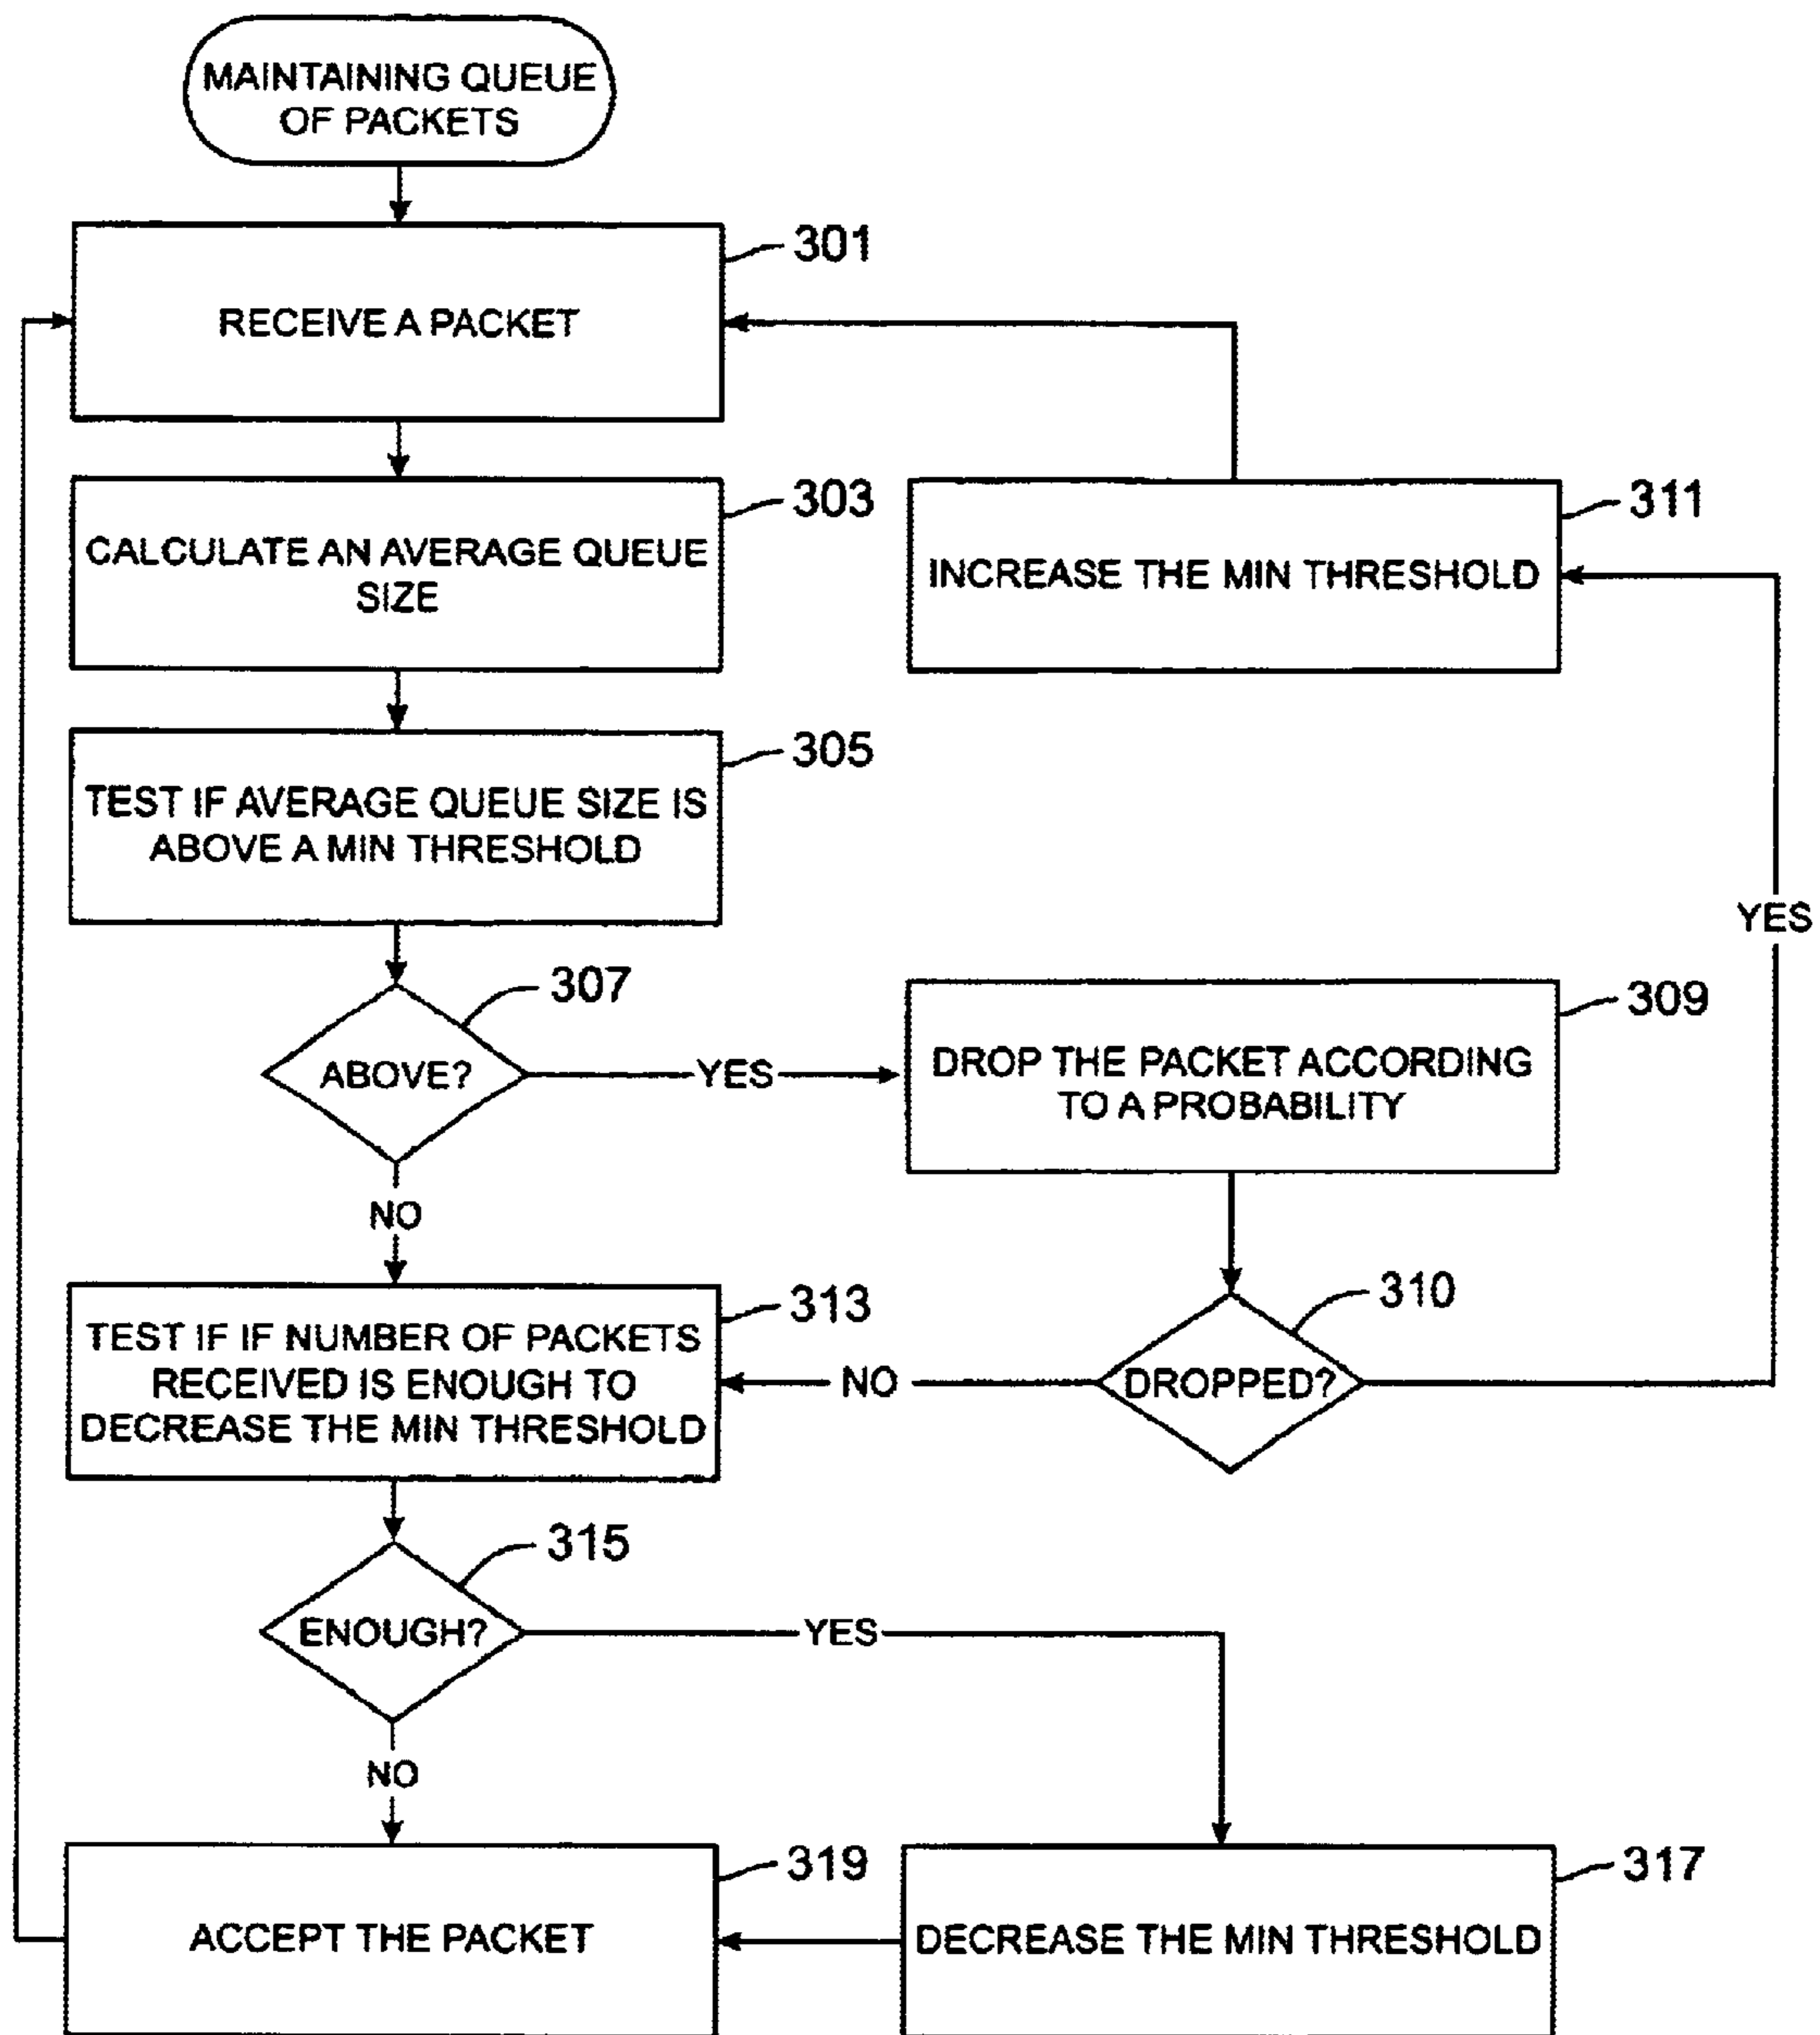 MAINTAINING QUEUE
OF PACKETS
301
RECEIVE A PACKET
303
CALCULATE AN AVERAGE QUEUE
SIZE
311
INCREASE THE MIN THRESHOLD
305
TEST IF AVERAGE QUEUE SIZE IS
ABOVE A MIN THRESHOLD
YES
307
ABOVE?
YES
309
DROP THE PACKET ACCORDING
TO A PROBABILITY
NO
310
DROPPED?
NO
313
TEST IF IF NUMBER OF PACKETS
RECEIVED IS ENOUGH TO
DECREASE THE MIN THRESHOLD
315
ENOUGH?
YES
NO
319
ACCEPT THE PACKET
317
DECREASE THE MIN THRESHOLD